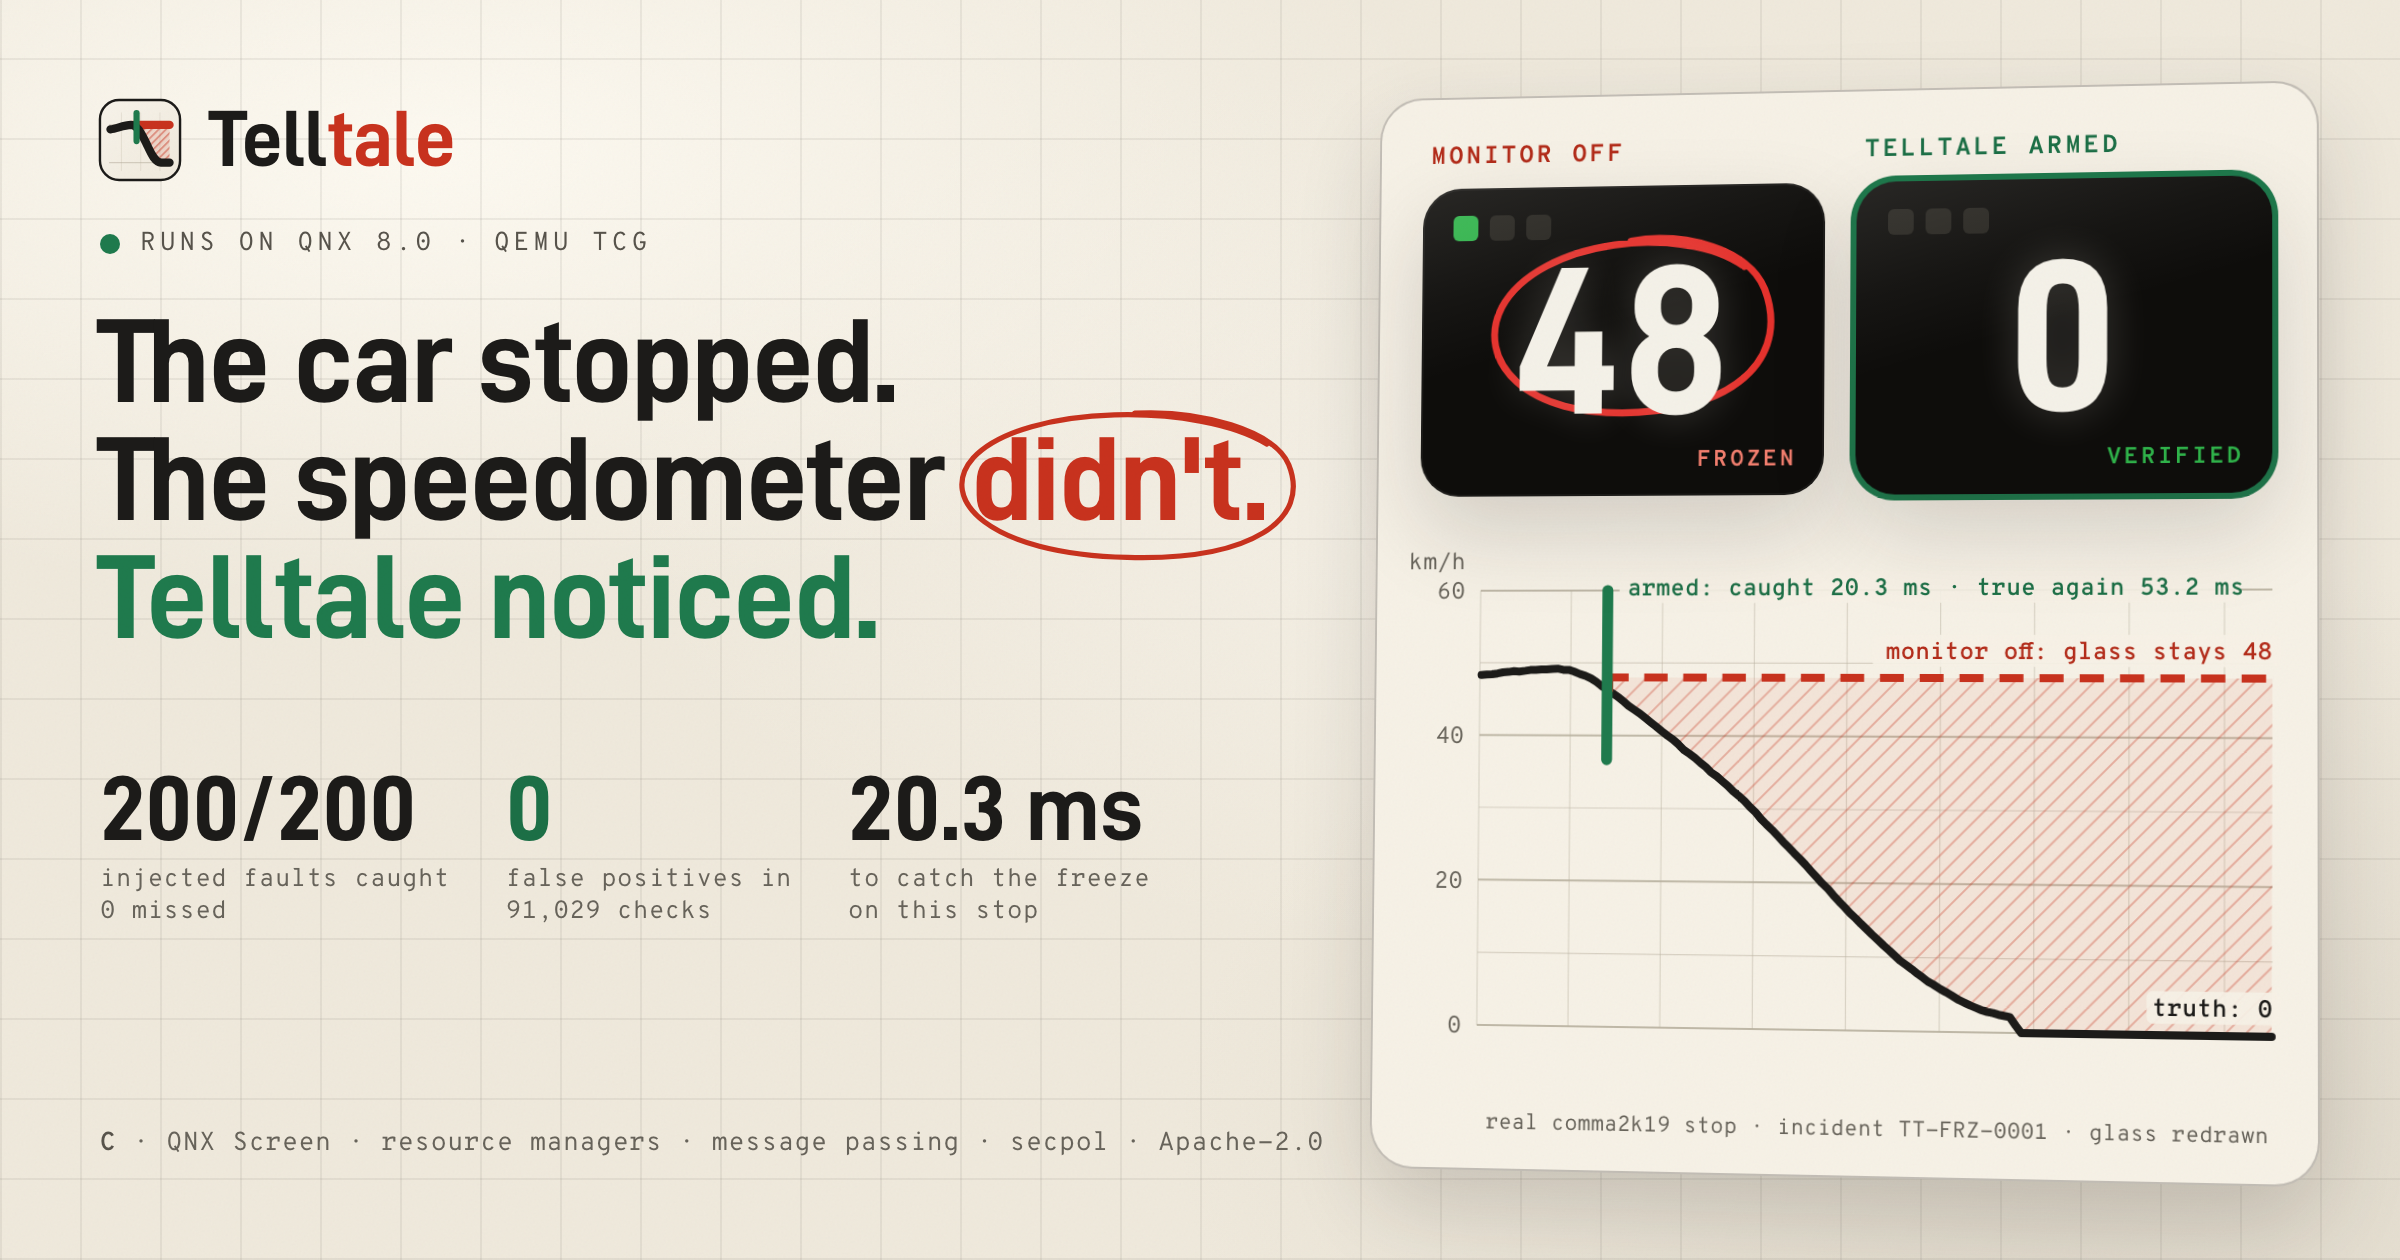 Telltale
RUNS ON QNX 8.0 · QEMU TCG
The car stopped.
The speedometer didn't.
Telltale noticed.
200/200
injected faults caught
0 missed
0
false positives in
91,029 checks
20.3 ms
to catch the freeze
on this stop
C · QNX Screen · resource managers · message passing · secpol · Apache-2.0
MONITOR OFF
48
FROZEN
TELLTALE ARMED
0
VERIFIED
km/h
60
armed: caught 20.3 ms · true again 53.2 ms
monitor off: glass stays 48
40
20
truth: 0
0
real comma2k19 stop · incident TT-FRZ-0001 · glass redrawn